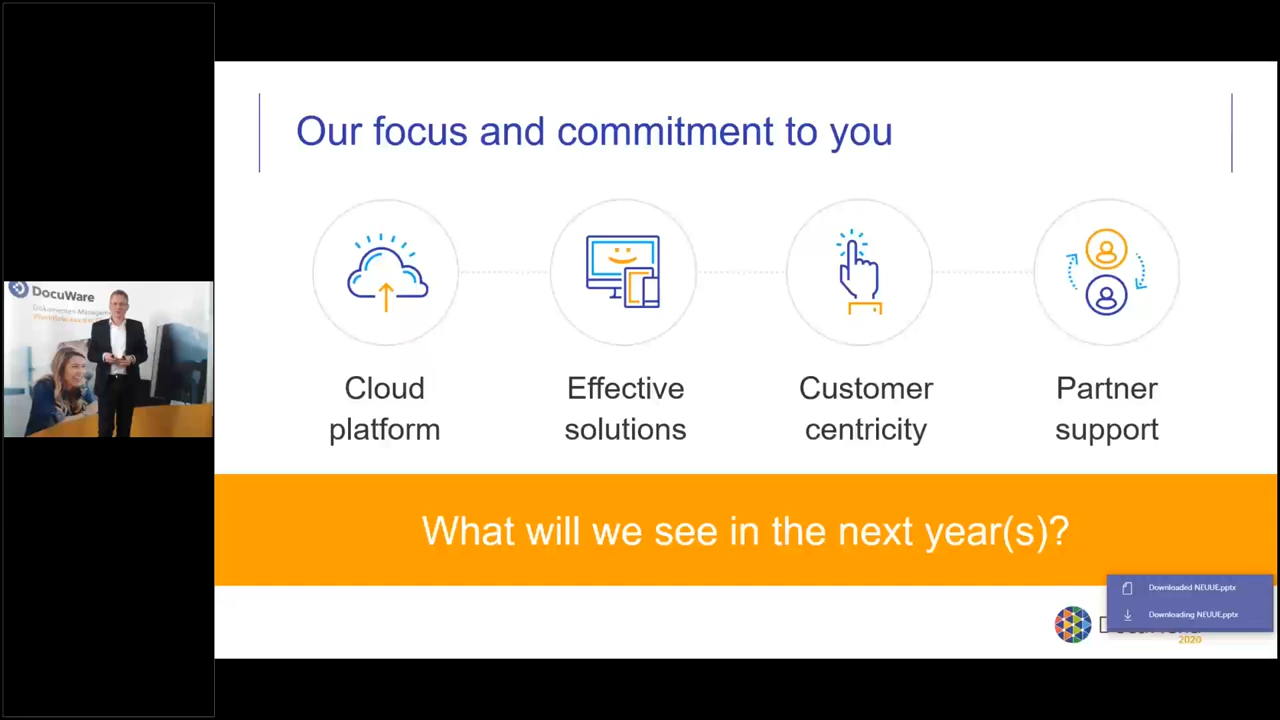 Our focus and commitment to you
Cloud
platform
Effective
solutions
Customer
centricity
Partner
support
What will we see in the next year(s)?
Downloaded NEUUE.pptx
Downloading NEUUE.pptx
2020
DocuWare